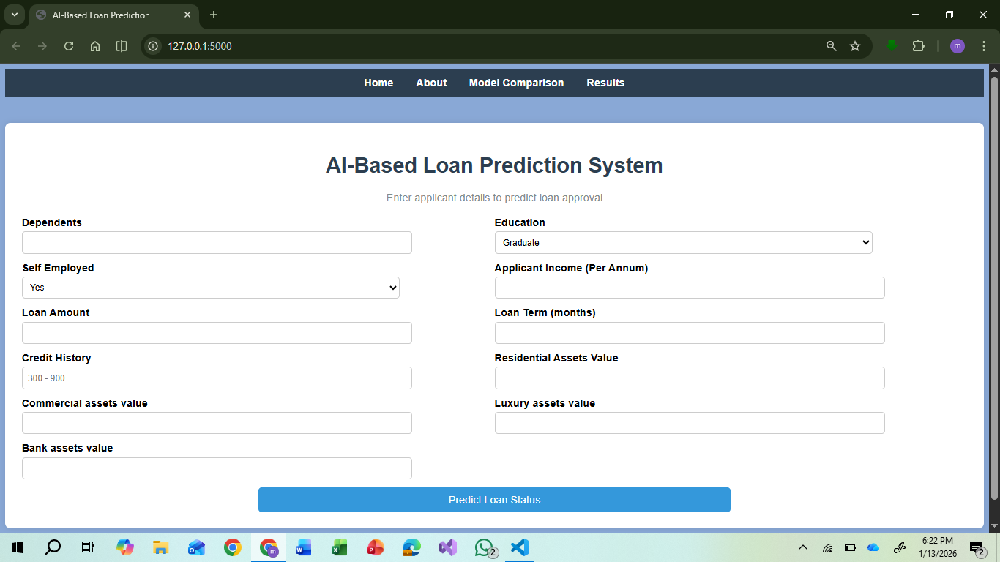 AI-Based Loan Prediction
127.0.0.1:5000
m
Home About Model Comparison Results
AI-Based Loan Prediction System
Enter applicant details to predict loan approval
Dependents Education
Graduate
Self Employed Applicant Income (Per Annum)
Yes
Loan Amount Loan Term (months)
Credit History Residential Assets Value
300 - 900
Commercial assets value Luxury assets value
Bank assets value
Predict Loan Status
6:22 PM
1/13/2026
O m W X P 2 2